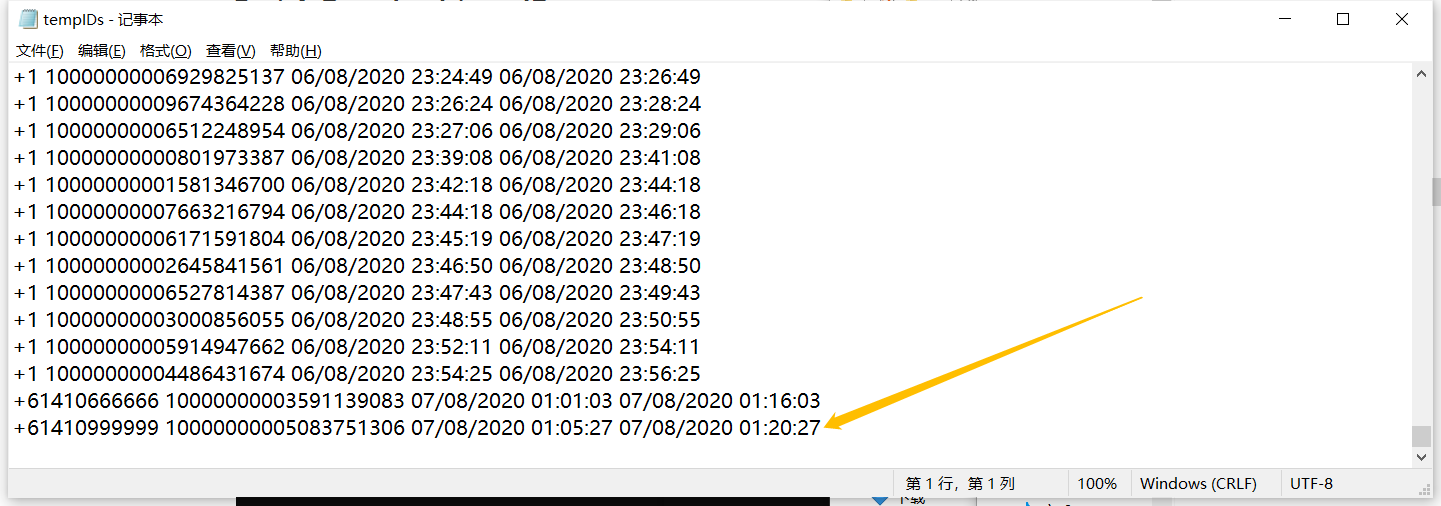 tempIDs - 记事本
文件(F) 编辑(E) 格式(O) 查看(V) 帮助(H)
+1 10000000006929825137 06/08/2020 23:24:49 06/08/2020 23:26:49
+1 10000000009674364228 06/08/2020 23:26:24 06/08/2020 23:28:24
+1 10000000006512248954 06/08/2020 23:27:06 06/08/2020 23:29:06
+1 10000000000801973387 06/08/2020 23:39:08 06/08/2020 23:41:08
+1 10000000001581346700 06/08/2020 23:42:18 06/08/2020 23:44:18
+1 10000000007663216794 06/08/2020 23:44:18 06/08/2020 23:46:18
+1 10000000006171591804 06/08/2020 23:45:19 06/08/2020 23:47:19
+1 10000000002645841561 06/08/2020 23:46:50 06/08/2020 23:48:50
+1 10000000006527814387 06/08/2020 23:47:43 06/08/2020 23:49:43
+1 10000000003000856055 06/08/2020 23:48:55 06/08/2020 23:50:55
+1 10000000005914947662 06/08/2020 23:52:11 06/08/2020 23:54:11
+1 10000000004486431674 06/08/2020 23:54:25 06/08/2020 23:56:25
+61410666666 10000000003591139083 07/08/2020 01:01:03 07/08/2020 01:16:03
+61410999999 10000000005083751306 07/08/2020 01:05:27 07/08/2020 01:20:27
第 1 行，第 1 列 100% Windows (CRLF) UTF-8
下载